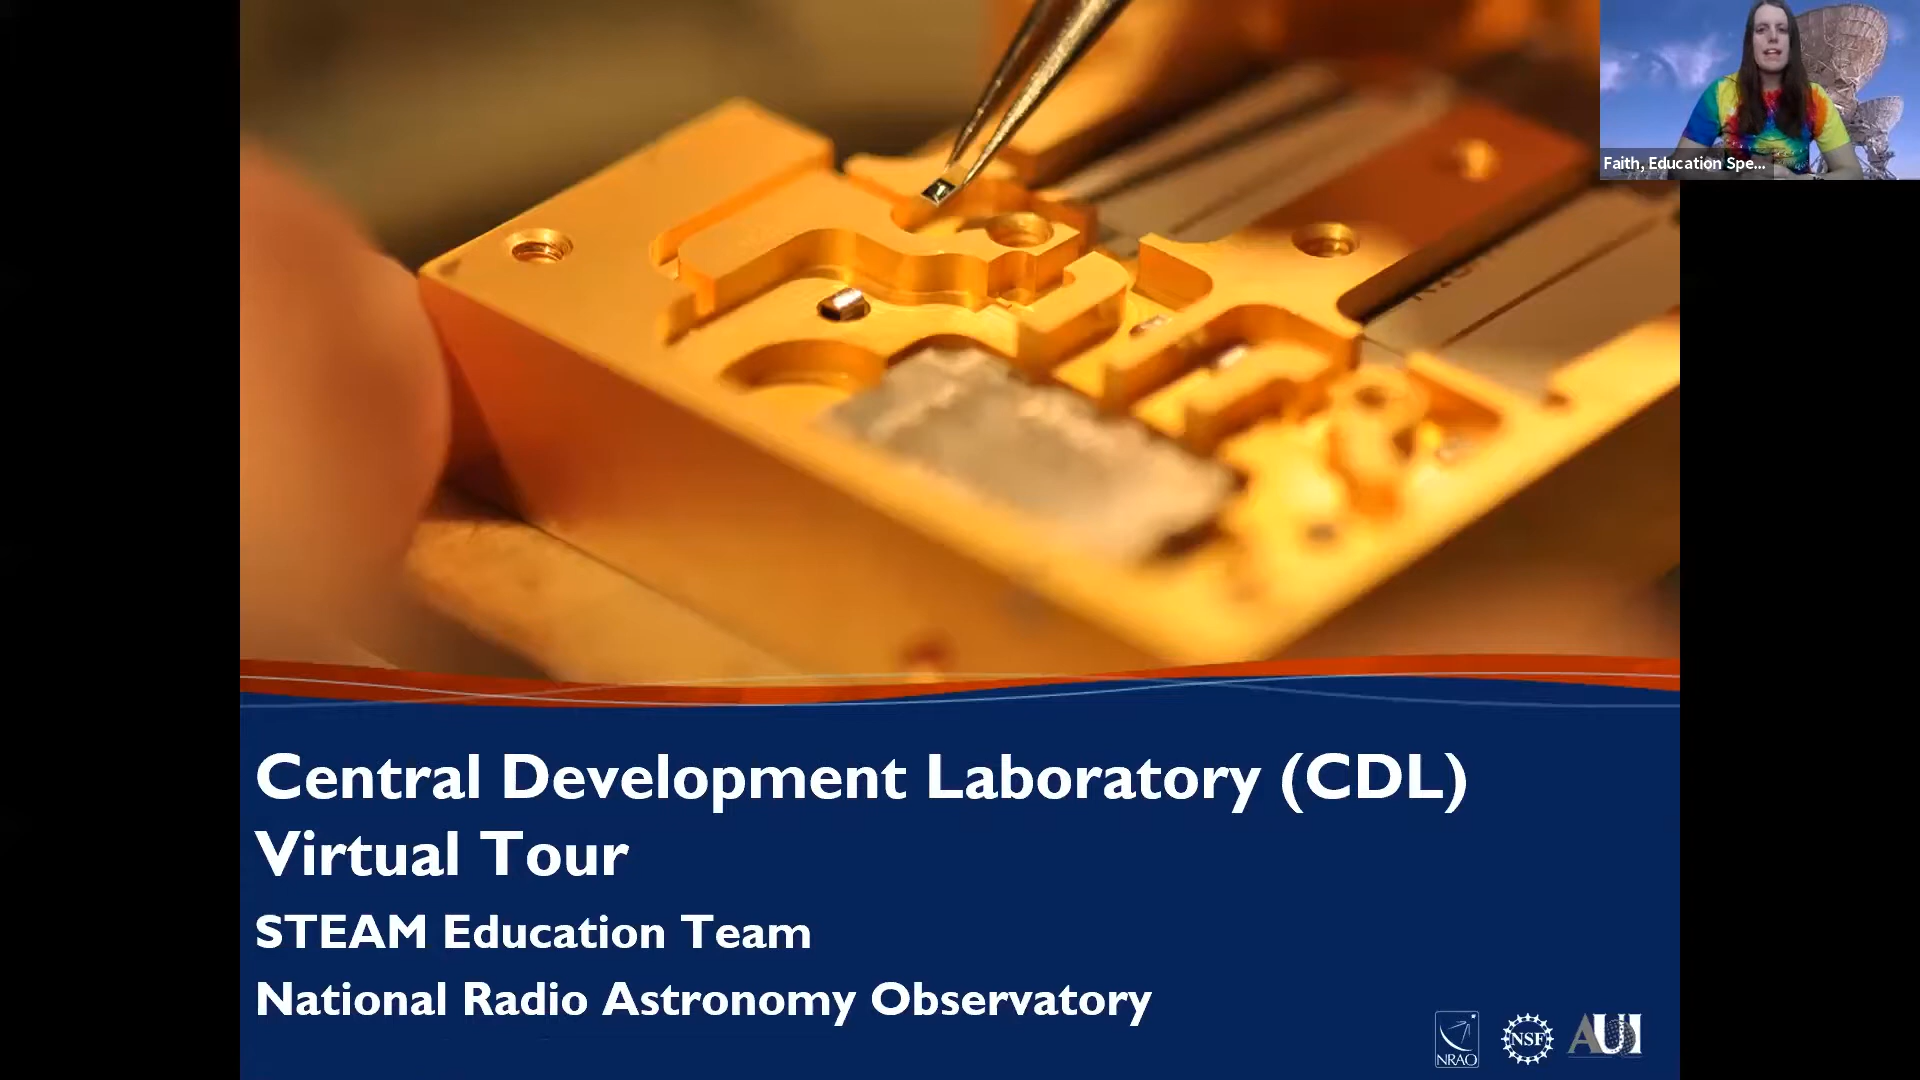 Faith, Education Spe...
Central Development Laboratory (CDL)
Virtual Tour
STEAM Education Team
National Radio Astronomy Observatory
NRAO
NSF
AUI